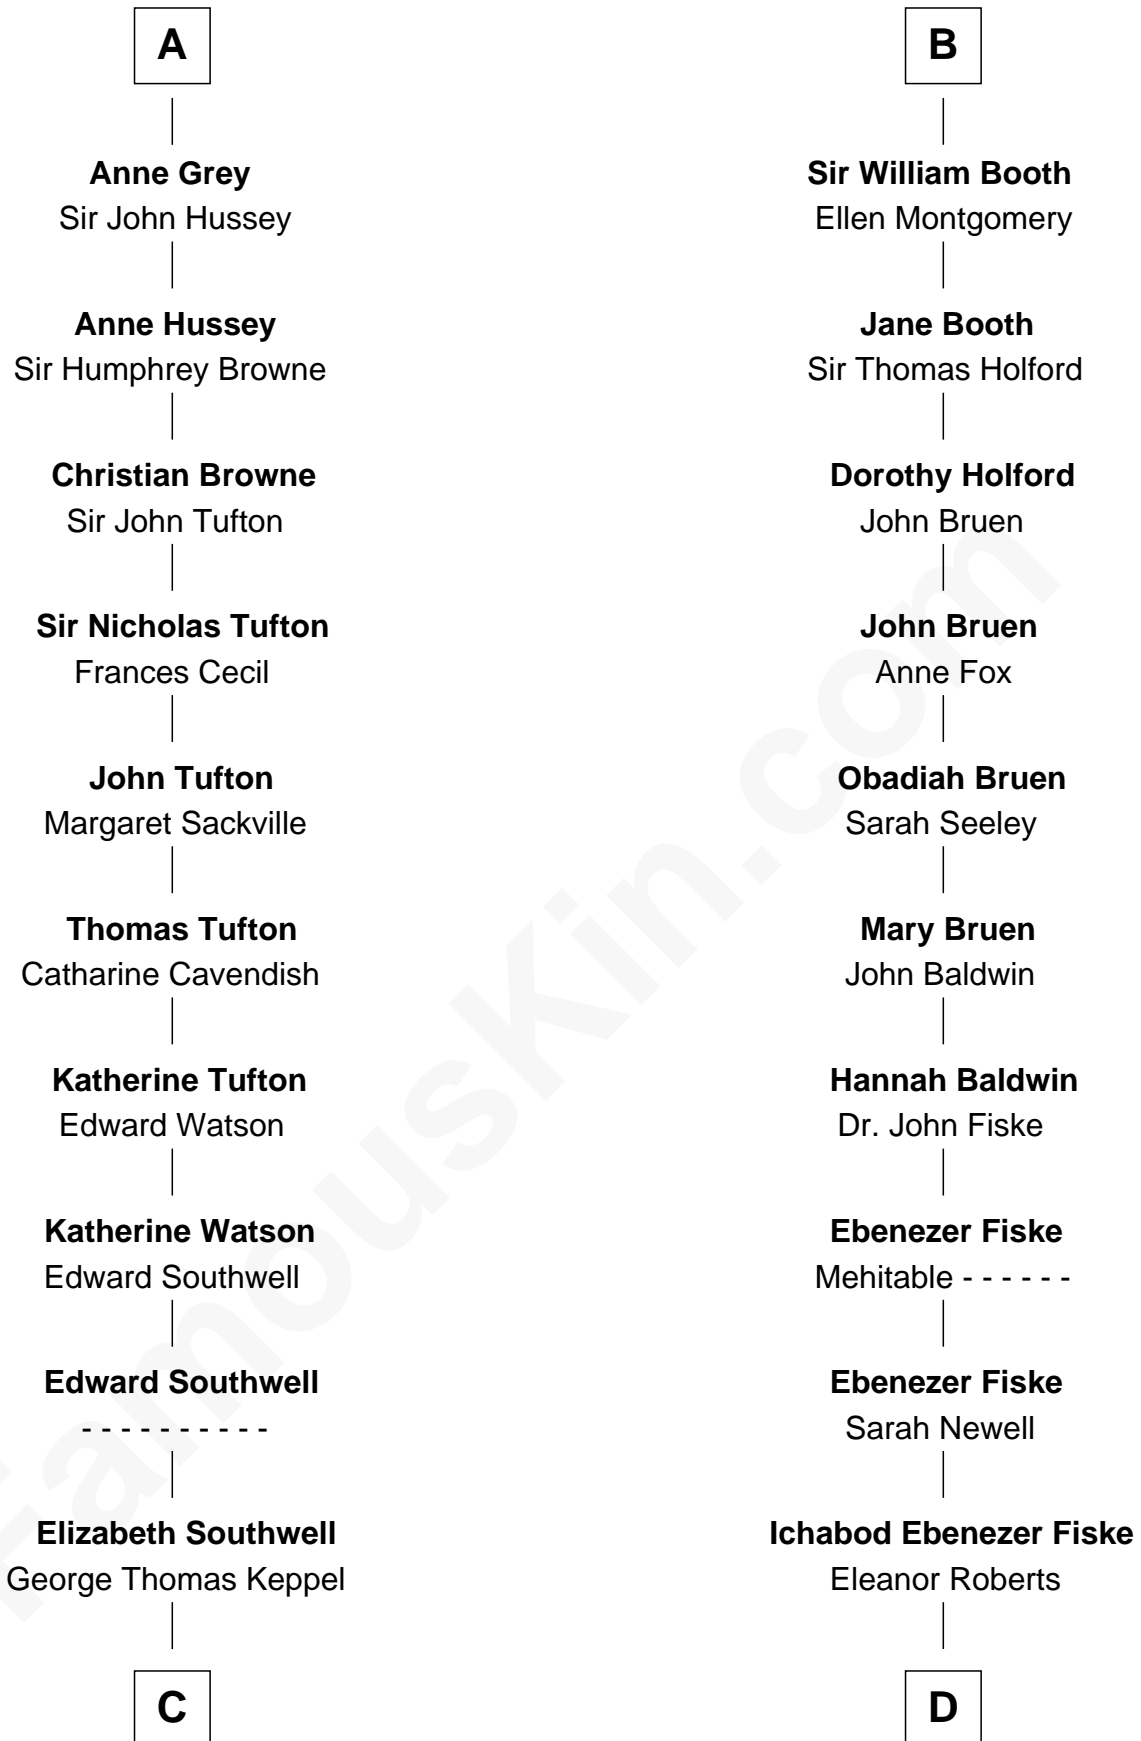 A
Anne Grey
Sir John Hussey
Anne Hussey
Sir Humphrey Browne
Christian Browne
Sir John Tufton
Sir Nicholas Tufton
Frances Cecil
John Tufton
Margaret Sackville
Thomas Tufton
Catharine Cavendish
Katherine Tufton
Edward Watson
Katherine Watson
Edward Southwell
Edward Southwell
- - - - - - - - - -
Elizabeth Southwell
George Thomas Keppel
C
B
Sir William Booth
Ellen Montgomery
Jane Booth
Sir Thomas Holford
Dorothy Holford
John Bruen
John Bruen
Anne Fox
Obadiah Bruen
Sarah Seeley
Mary Bruen
John Baldwin
Hannah Baldwin
Dr. John Fiske
Ebenezer Fiske
Mehitable - - - - - -
Ebenezer Fiske
Sarah Newell
Ichabod Ebenezer Fiske
Eleanor Roberts
D
FamousKin.com